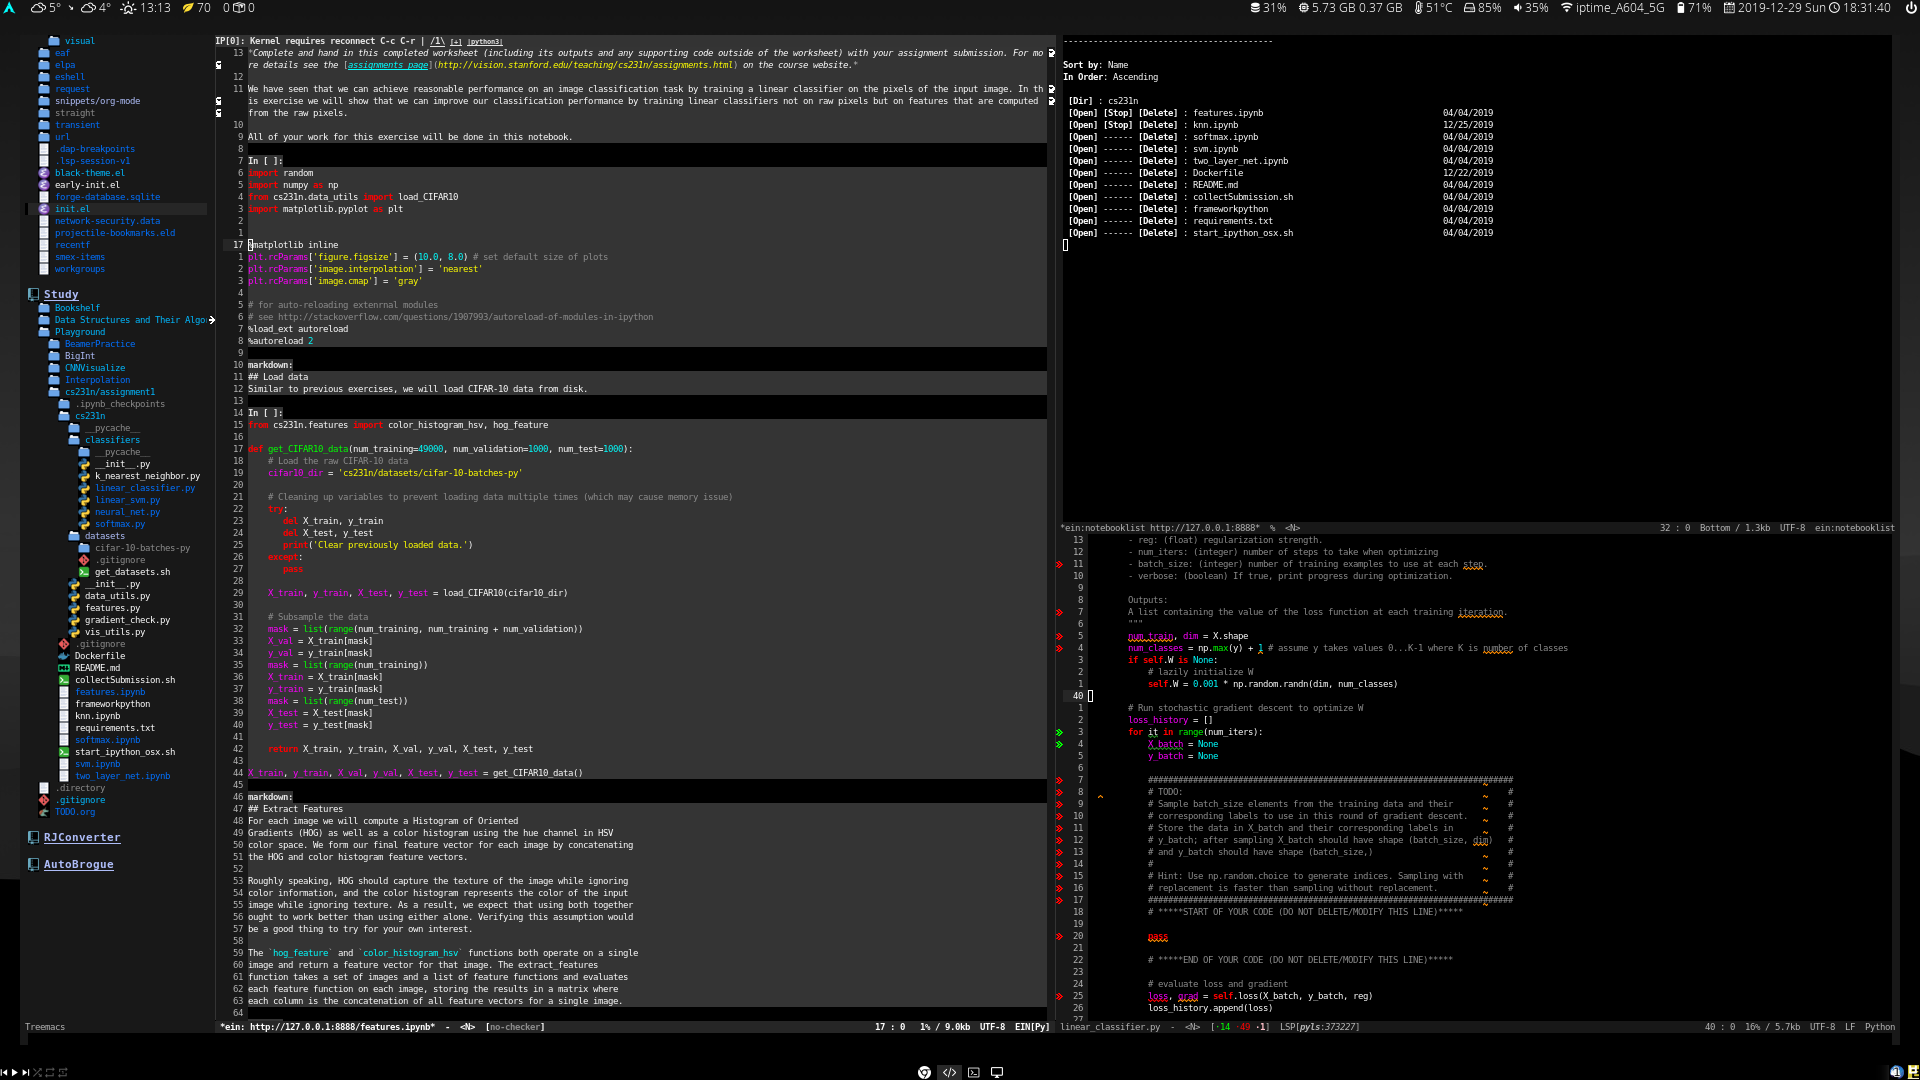 5° 4° 13:13 70 0 0 31% 5.73 GB 0.37 GB 51°C 85% 35% iptime_A604_5G 71% 2019-12-29 Sun 18:31:40
visual
eaf
elpa
eshell
request
snippets/org-mode
straight
transient
url
.dap-breakpoints
.lsp-session-v1
black-theme.el
early-init.el
forge-database.sqlite
init.el
network-security.data
projectile-bookmarks.eld
recentf
smex-items
workgroups
Study
Bookshelf
Data Structures and Their Algo
Playground
BeamerPractice
BigInt
CNNVisualize
Interpolation
cs231n/assignment1
.ipynb_checkpoints
cs231n
__pycache__
classifiers
__pycache__
__init__.py
k_nearest_neighbor.py
linear_classifier.py
linear_svm.py
neural_net.py
softmax.py
datasets
cifar-10-batches-py
.gitignore
get_datasets.sh
__init__.py
data_utils.py
features.py
gradient_check.py
vis_utils.py
.gitignore
Dockerfile
README.md
collectSubmission.sh
features.ipynb
frameworkpython
knn.ipynb
requirements.txt
softmax.ipynb
start_ipython_osx.sh
svm.ipynb
two_layer_net.ipynb
.directory
.gitignore
TODO.org
RJConverter
AutoBrogue
Treemacs
IP[0]: Kernel requires reconnect C-c C-r | /1\ [+] |python3|
13 *Complete and hand in this completed worksheet (including its outputs and any supporting code outside of the worksheet) with your assignment submission. For mo
re details see the [assignments page](http://vision.stanford.edu/teaching/cs231n/assignments.html) on the course website.*
12
11 We have seen that we can achieve reasonable performance on an image classification task by training a linear classifier on the pixels of the input image. In th
is exercise we will show that we can improve our classification performance by training linear classifiers not on raw pixels but on features that are computed
from the raw pixels.
10
9 All of your work for this exercise will be done in this notebook.
8
7 In [ ]:
6 import random
5 import numpy as np
4 from cs231n.data_utils import load_CIFAR10
3 import matplotlib.pyplot as plt
2
1
17 %matplotlib inline
1 plt.rcParams['figure.figsize'] = (10.0, 8.0) # set default size of plots
2 plt.rcParams['image.interpolation'] = 'nearest'
3 plt.rcParams['image.cmap'] = 'gray'
4
5 # for auto-reloading extenrnal modules
6 # see http://stackoverflow.com/questions/1907993/autoreload-of-modules-in-ipython
7 %load_ext autoreload
8 %autoreload 2
9
10 markdown:
11 ## Load data
12 Similar to previous exercises, we will load CIFAR-10 data from disk.
13
14 In [ ]:
15 from cs231n.features import color_histogram_hsv, hog_feature
16
17 def get_CIFAR10_data(num_training=49000, num_validation=1000, num_test=1000):
18 # Load the raw CIFAR-10 data
19 cifar10_dir = 'cs231n/datasets/cifar-10-batches-py'
20
21 # Cleaning up variables to prevent loading data multiple times (which may cause memory issue)
22 try:
23 del X_train, y_train
24 del X_test, y_test
25 print('Clear previously loaded data.')
26 except:
27 pass
28
29 X_train, y_train, X_test, y_test = load_CIFAR10(cifar10_dir)
30
31 # Subsample the data
32 mask = list(range(num_training, num_training + num_validation))
33 X_val = X_train[mask]
34 y_val = y_train[mask]
35 mask = list(range(num_training))
36 X_train = X_train[mask]
37 y_train = y_train[mask]
38 mask = list(range(num_test))
39 X_test = X_test[mask]
40 y_test = y_test[mask]
41
42 return X_train, y_train, X_val, y_val, X_test, y_test
43
44 X_train, y_train, X_val, y_val, X_test, y_test = get_CIFAR10_data()
45
46 markdown:
47 ## Extract Features
48 For each image we will compute a Histogram of Oriented
49 Gradients (HOG) as well as a color histogram using the hue channel in HSV
50 color space. We form our final feature vector for each image by concatenating
51 the HOG and color histogram feature vectors.
52
53 Roughly speaking, HOG should capture the texture of the image while ignoring
54 color information, and the color histogram represents the color of the input
55 image while ignoring texture. As a result, we expect that using both together
56 ought to work better than using either alone. Verifying this assumption would
57 be a good thing to try for your own interest.
58
59 The `hog_feature` and `color_histogram_hsv` functions both operate on a single
60 image and return a feature vector for that image. The extract_features
61 function takes a set of images and a list of feature functions and evaluates
62 each feature function on each image, storing the results in a matrix where
63 each column is the concatenation of all feature vectors for a single image.
64
*ein: http://127.0.0.1:8888/features.ipynb* - <N> [no-checker] 17 : 0 1% / 9.0kb UTF-8 EIN[Py]
------------------------------------------
Sort by: Name
In Order: Ascending
[Dir] : cs231n
[Open] [Stop] [Delete] : features.ipynb 04/04/2019
[Open] [Stop] [Delete] : knn.ipynb 12/25/2019
[Open] ------ [Delete] : softmax.ipynb 04/04/2019
[Open] ------ [Delete] : svm.ipynb 04/04/2019
[Open] ------ [Delete] : two_layer_net.ipynb 04/04/2019
[Open] ------ [Delete] : Dockerfile 12/22/2019
[Open] ------ [Delete] : README.md 04/04/2019
[Open] ------ [Delete] : collectSubmission.sh 04/04/2019
[Open] ------ [Delete] : frameworkpython 04/04/2019
[Open] ------ [Delete] : requirements.txt 04/04/2019
[Open] ------ [Delete] : start_ipython_osx.sh 04/04/2019
*ein:notebooklist http://127.0.0.1:8888* % <N> 32 : 0 Bottom / 1.3kb UTF-8 ein:notebooklist
13 - reg: (float) regularization strength.
12 - num_iters: (integer) number of steps to take when optimizing
11 - batch_size: (integer) number of training examples to use at each step.
10 - verbose: (boolean) If true, print progress during optimization.
9
8 Outputs:
7 A list containing the value of the loss function at each training iteration.
6 """
5 num_train, dim = X.shape
4 num_classes = np.max(y) + 1 # assume y takes values 0...K-1 where K is number of classes
3 if self.W is None:
2 # lazily initialize W
1 self.W = 0.001 * np.random.randn(dim, num_classes)
40
1 # Run stochastic gradient descent to optimize W
2 loss_history = []
3 for it in range(num_iters):
4 X_batch = None
5 y_batch = None
6
7 #########################################################################
8 # TODO: #
9 # Sample batch_size elements from the training data and their #
10 # corresponding labels to use in this round of gradient descent. #
11 # Store the data in X_batch and their corresponding labels in #
12 # y_batch; after sampling X_batch should have shape (batch_size, dim) #
13 # and y_batch should have shape (batch_size,) #
14 # #
15 # Hint: Use np.random.choice to generate indices. Sampling with #
16 # replacement is faster than sampling without replacement. #
17 #########################################################################
18 # *****START OF YOUR CODE (DO NOT DELETE/MODIFY THIS LINE)*****
19
20 pass
21
22 # *****END OF YOUR CODE (DO NOT DELETE/MODIFY THIS LINE)*****
23
24 # evaluate loss and gradient
25 loss, grad = self.loss(X_batch, y_batch, reg)
26 loss_history.append(loss)
27
linear_classifier.py - <N> [·14 ·49 ·1] LSP[pyls:373227] 40 : 0 16% / 5.7kb UTF-8 LF Python